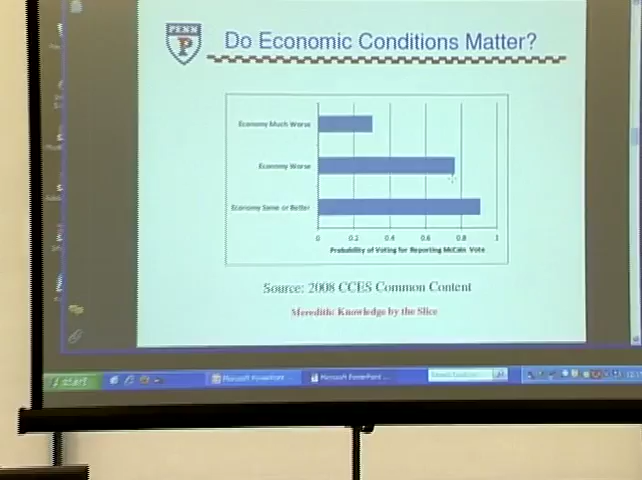 PENN
P
Do Economic Conditions Matter?
Economy Much Worse
Economy Worse
Economy Same or Better
0 0.2 0.4 0.6 0.8 1
Probability of Voting for Reporting McCain Vote
Source: 2008 CCES Common Content
Meredith: Knowledge by the Slice
start
Microsoft PowerPoint ...
Microsoft PowerPoint ...